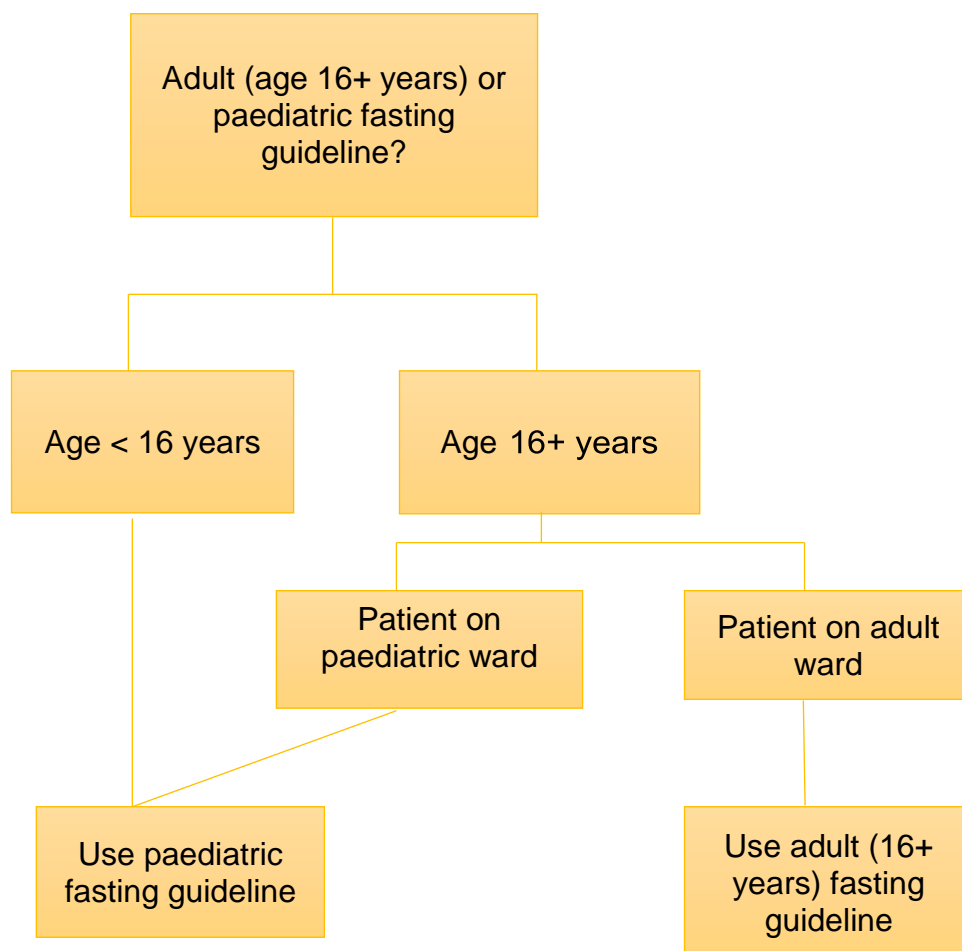 Adult (age 16+ years) or
paediatric fasting
guideline?
Age < 16 years
Age 16+ years
Patient on
paediatric ward
Patient on adult
ward
Use paediatric
fasting guideline
Use adult (16+
years) fasting
guideline